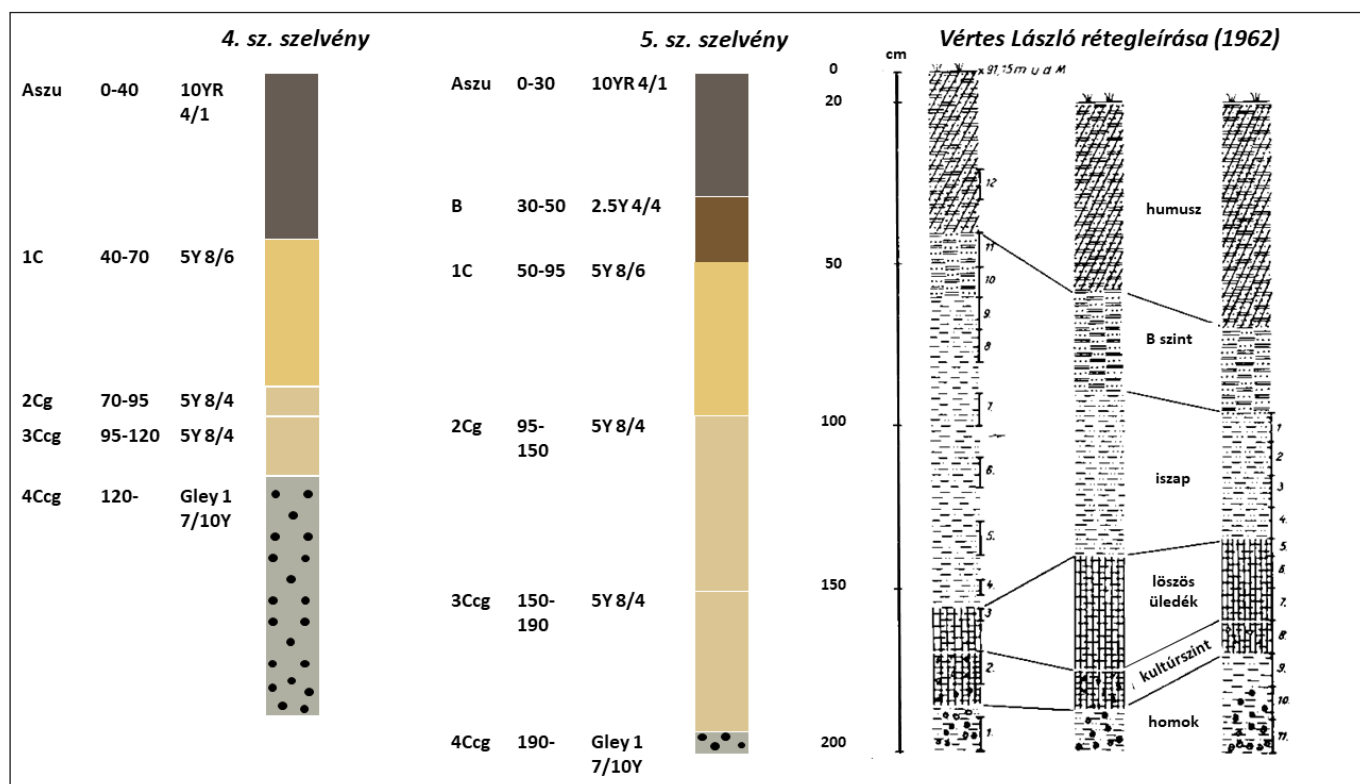 4. sz. szelvény
Aszu 0-40 10YR
4/1
1C 40-70 5Y 8/6
2Cg 70-95 5Y 8/4
3Ccg 95-120 5Y 8/4
4Ccg 120- Gley 1
7/10Y
5. sz. szelvény
Aszu 0-30 10YR 4/1
B 30-50 2.5Y 4/4
1C 50-95 5Y 8/6
2Cg 95-
150 5Y 8/4
3Ccg 150-
190 5Y 8/4
4Ccg 190- Gley 1
7/10Y
Vértes László rétegleírása (1962)
cm
0
20
50
100
150
200
× 91,15 m u d M
12.
11.
10.
9.
8.
7.
6.
5.
4.
3
2.
1.
humusz
B szint
iszap
löszös
üledék
kultúrszint
homok
1
2
3
4.
5.
6.
7.
8.
9.
10.
11.